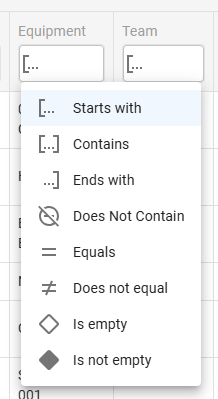 Equipment Team
[... [...
[... Starts with
[...] Contains
...] Ends with
Does Not Contain
= Equals
≠ Does not equal
Is empty
Is not empty
001